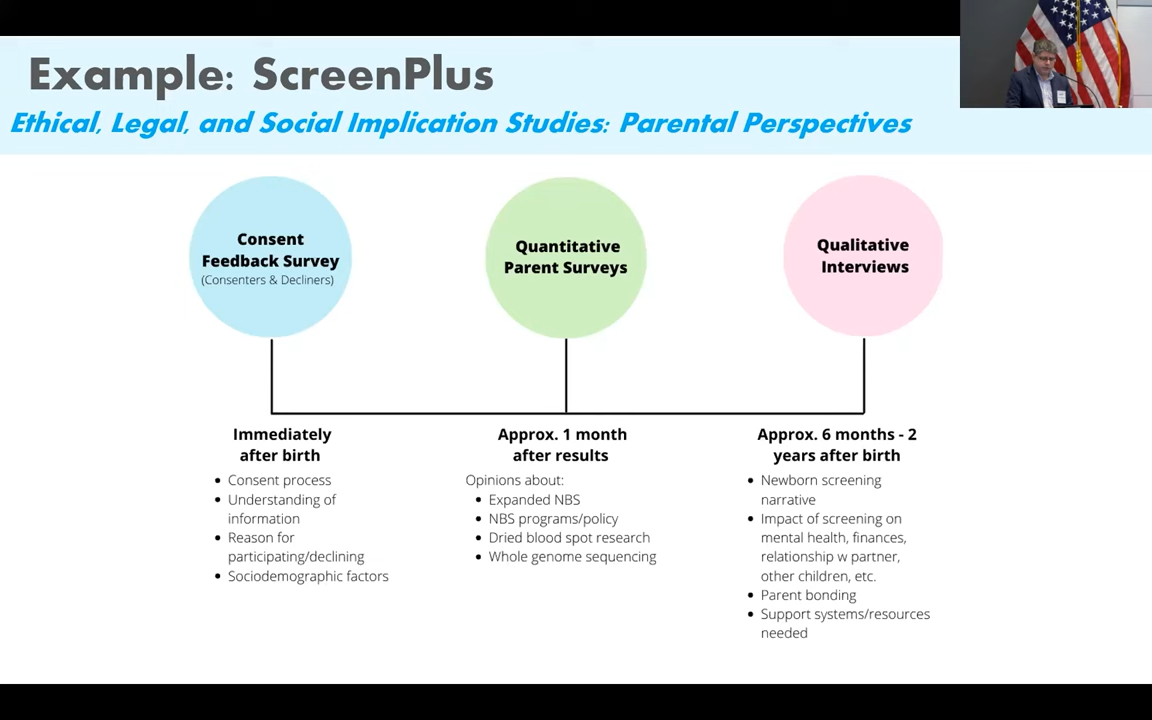 Example: ScreenPlus
Ethical, Legal, and Social Implication Studies: Parental Perspectives
Consent
Feedback Survey
(Consenters & Decliners)
Quantitative
Parent Surveys
Qualitative
Interviews
Immediately
after birth
• Consent process
• Understanding of
information
• Reason for
participating/declining
• Sociodemographic factors
Approx. 1 month
after results
Opinions about:
• Expanded NBS
• NBS programs/policy
• Dried blood spot research
• Whole genome sequencing
Approx. 6 months - 2
years after birth
• Newborn screening
narrative
• Impact of screening on
mental health, finances,
relationship w partner,
other children, etc.
• Parent bonding
• Support systems/resources
needed